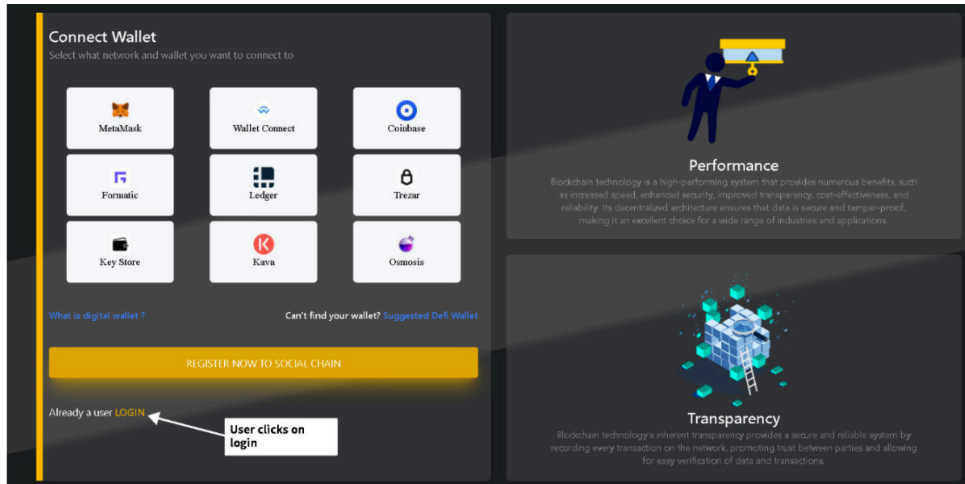 Connect Wallet
Select what network and wallet you want to connect to
MetaMask
Wallet Connect
Coinbase
Formatic
Ledger
Trezar
Key Store
Kava
Osmosis
What is digital wallet ?
Can't find your wallet? Suggested Defi Wallet
REGISTER NOW TO SOCIAL CHAIN
Already a user LOGIN
User clicks on
login
Performance
Blockchain technology is a high-performing system that provides numerous benefits, such
as increased speed, enhanced security, improved transparency, cost-effectiveness, and
reliability. Its decentralized architecture ensures that data is secure and tamper-proof,
making it an excellent choice for a wide range of industries and applications.
Transparency
Blockchain technology's inherent transparency provides a secure and reliable system by
recording every transaction on the network, promoting trust between parties and allowing
for easy verification of data and transactions.